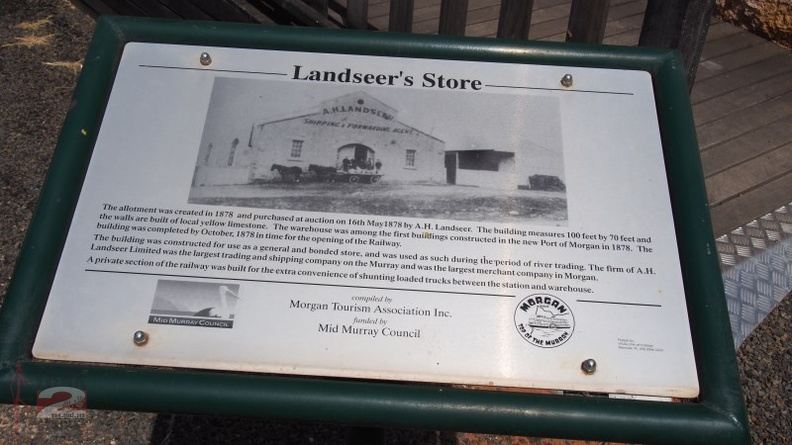 Landseer's Store
A.H. LANDSEER
SHIPPING & FORWARDING AGENT
The allotment was created in 1878 and purchased at auction on 16th May1878 by A.H. Landseer. The building measures 100 feet by 70 feet and
the walls are built of local yellow limestone. The warehouse was among the first buildings constructed in the new Port of Morgan in 1878. The
building was completed by October, 1878 in time for the opening of the Railway.
The building was constructed for use as a general and bonded store, and was used as such during the period of river trading. The firm of A.H.
Landseer Limited was the largest trading and shipping company on the Murray and was the largest merchant company in Morgan.
A private section of the railway was built for the extra convenience of shunting loaded trucks between the station and warehouse.
MID MURRAY COUNCIL
compiled by
Morgan Tourism Association Inc.
funded by
Mid Murray Council
MORGAN
TOP OF THE MURRAY
2